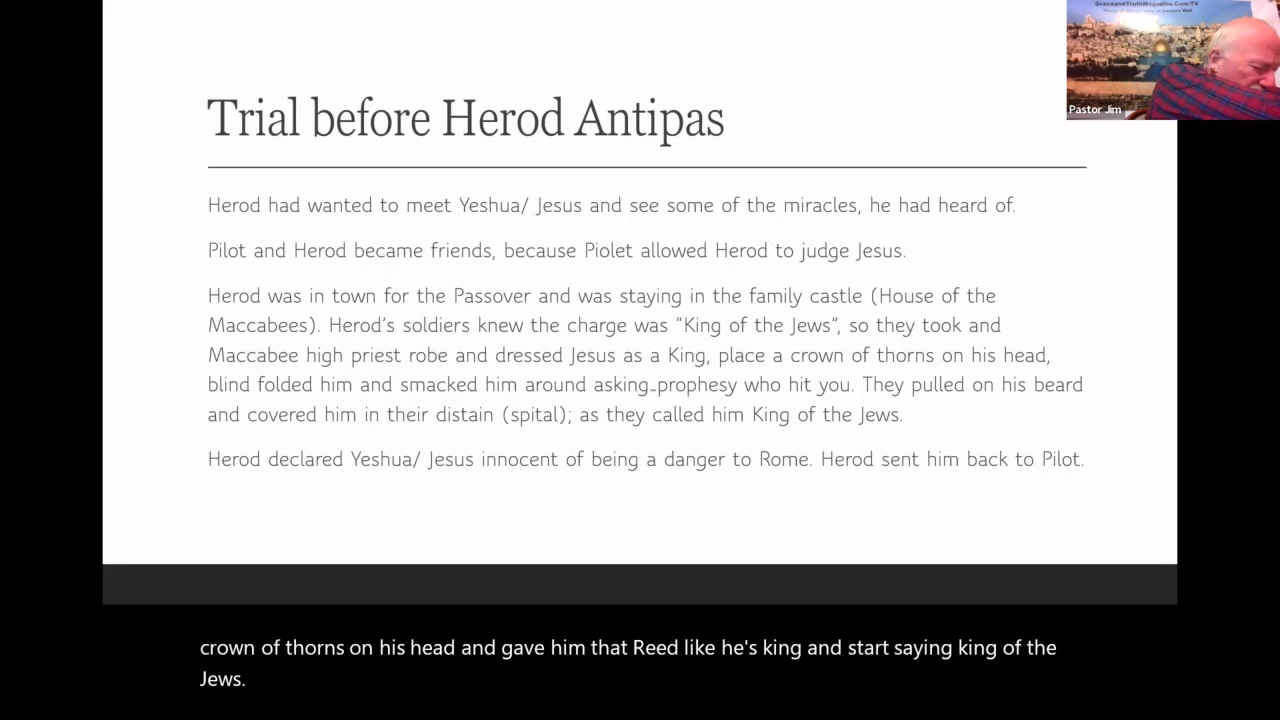 GraceandTruthMagazine.Com/TV
Pastor Jim
Trial before Herod Antipas
Herod had wanted to meet Yeshua/ Jesus and see some of the miracles, he had heard of.
Pilot and Herod became friends, because Piolet allowed Herod to judge Jesus.
Herod was in town for the Passover and was staying in the family castle (House of the
Maccabees). Herod's soldiers knew the charge was "King of the Jews", so they took and
Maccabee high priest robe and dressed Jesus as a King, place a crown of thorns on his head,
blind folded him and smacked him around asking-prophesy who hit you. They pulled on his beard
and covered him in their distain (spital); as they called him King of the Jews.
Herod declared Yeshua/ Jesus innocent of being a danger to Rome. Herod sent him back to Pilot.
crown of thorns on his head and gave him that Reed like he's king and start saying king of the
Jews.